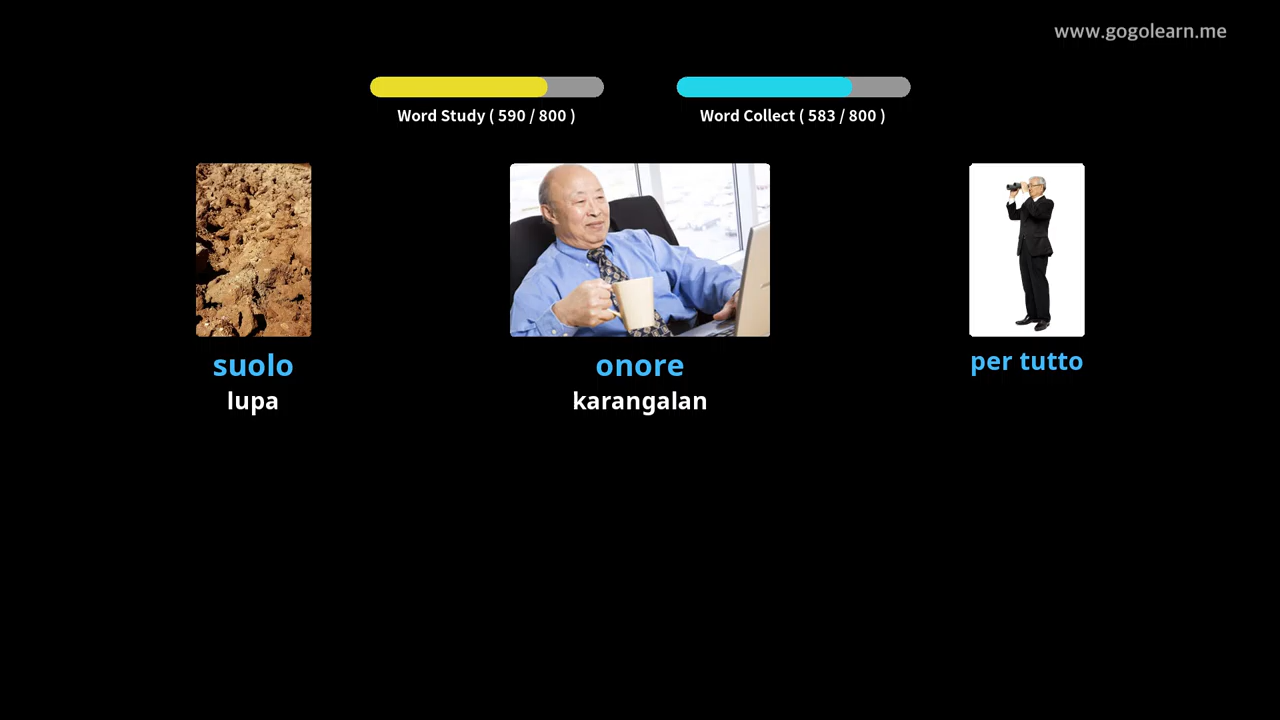 www.gogolearn.me
Word Study ( 590 / 800 )
Word Collect ( 583 / 800 )
suolo
lupa
onore
karangalan
per tutto